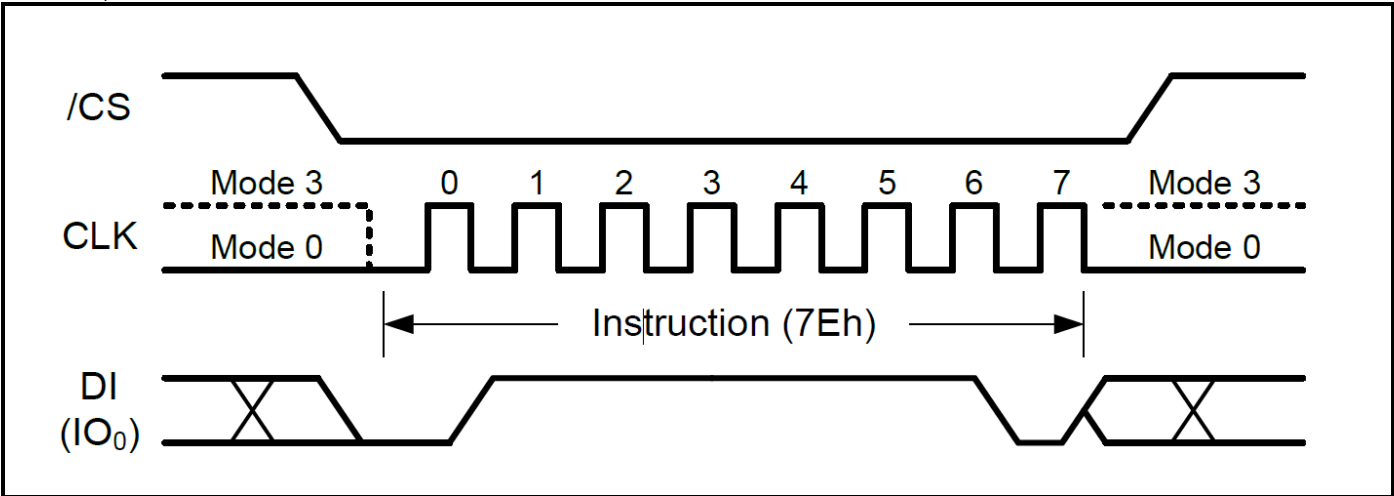 /CS
Mode 3 0 1 2 3 4 5 6 7 Mode 3
CLK
Mode 0 Mode 0
Instruction (7Eh)
DI
(IO₀)